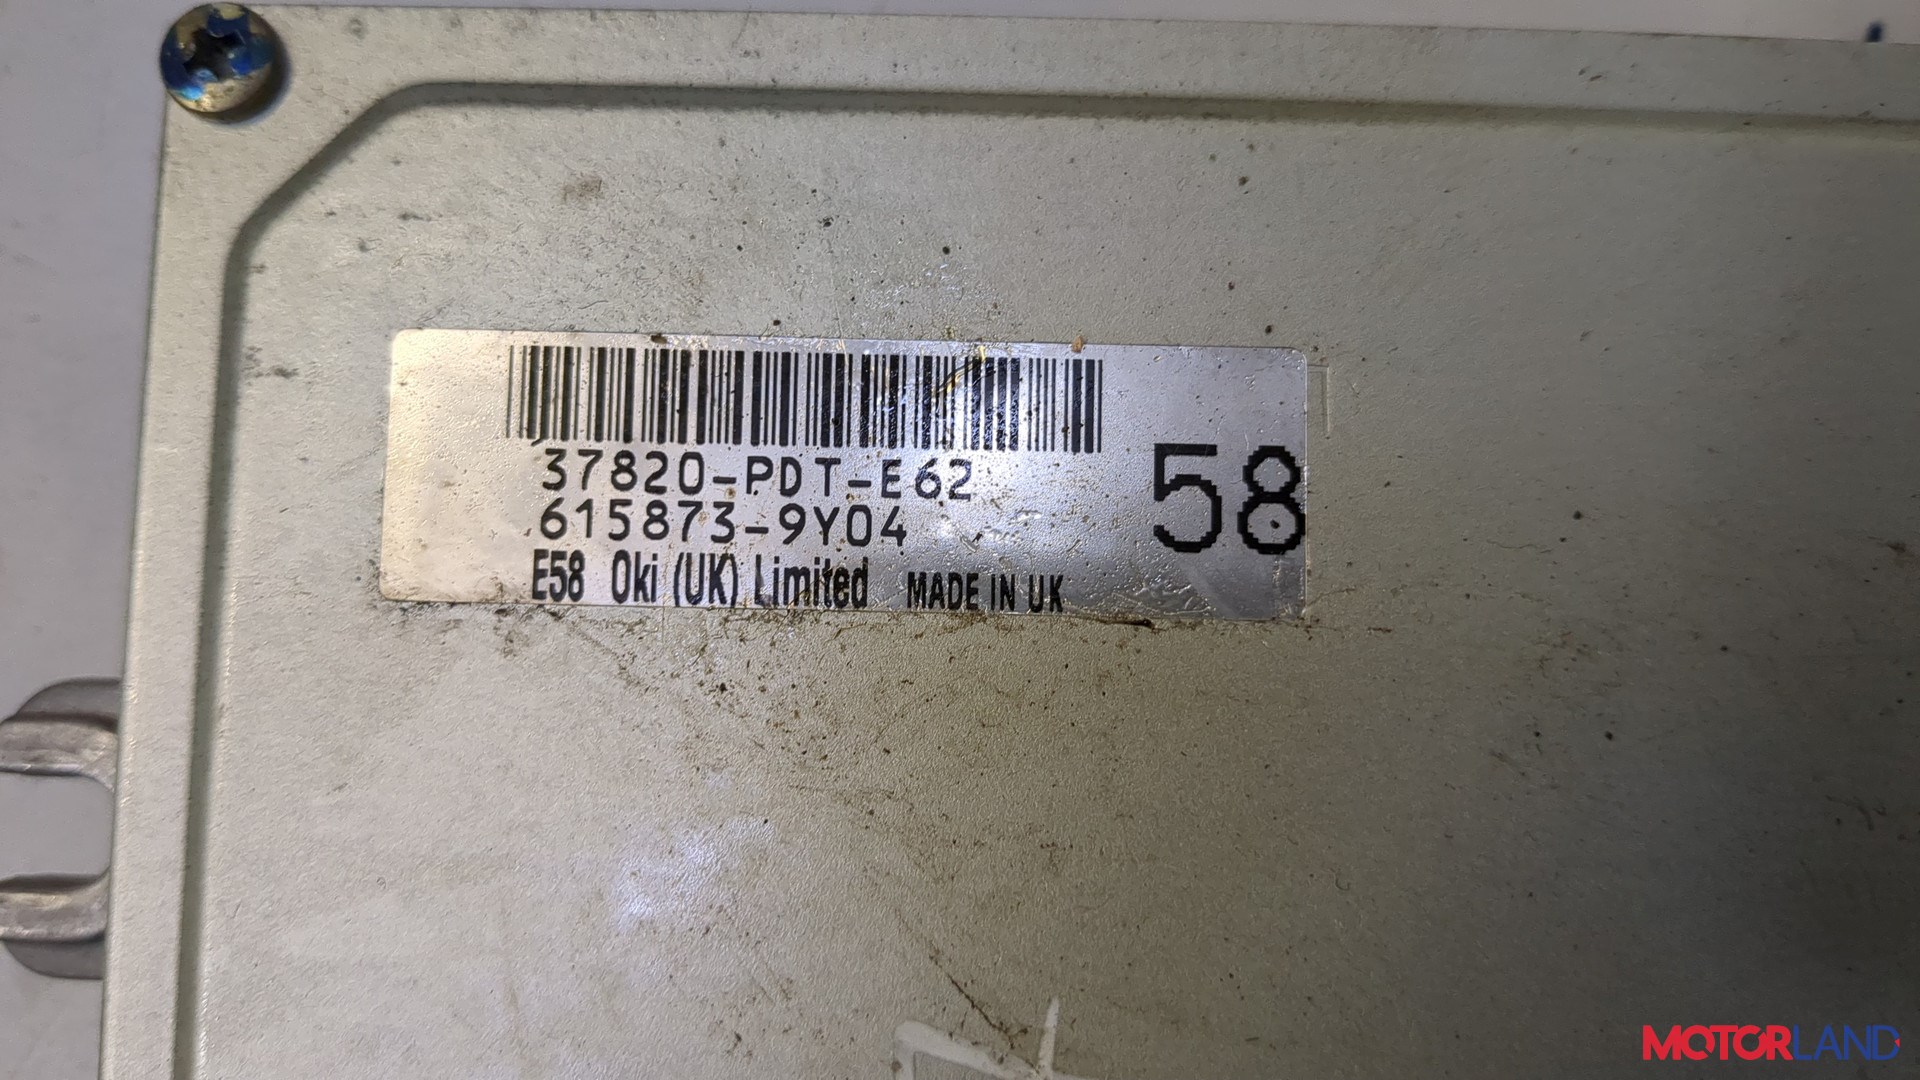 37820-PDT-E62
615873-9Y04
58
E58 Oki (UK) Limited MADE IN UK
MOTORLAND